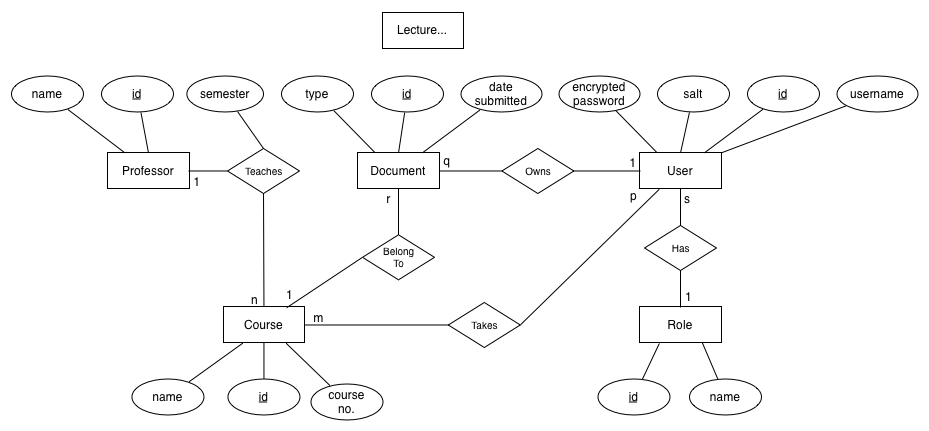 Lecture...
name
id
semester
type
id
date
submitted
encrypted
password
salt
id
username
Professor
1
Teaches
Document
q
Owns
1
User
r
p
s
Belong
To
Has
n
1
1
Course
m
Takes
Role
name
id
course
no.
id
name